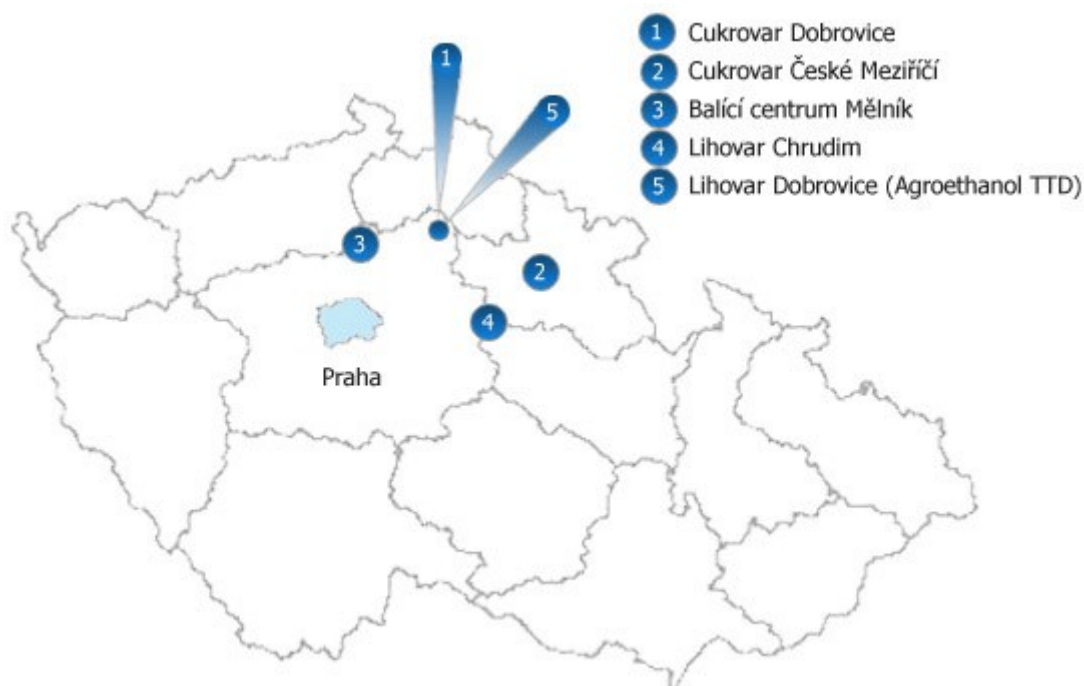 1 Cukrovar Dobrovice
2 Cukrovar České Meziříčí
3 Balící centrum Mělník
4 Lihovar Chrudim
5 Lihovar Dobrovice (Agroethanol TTD)
1
5
3
2
4
Praha